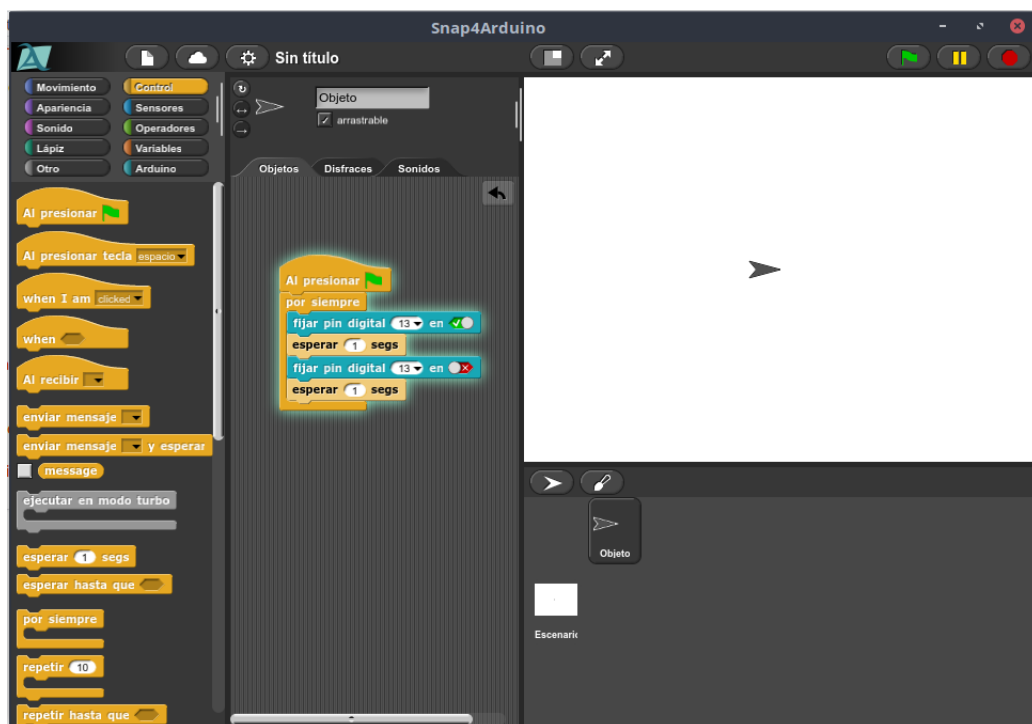 Snap4Arduino
Sin título
Movimiento
Control
Apariencia
Sensores
Sonido
Operadores
Lápiz
Variables
Otro
Arduino
Al presionar
Al presionar tecla espacio
when I am clicked
when
Al recibir
enviar mensaje
enviar mensaje y esperar
message
ejecutar en modo turbo
esperar 1 segs
esperar hasta que
por siempre
repetir 10
repetir hasta que
Objeto
arrastrable
Objetos Disfraces Sonidos
Al presionar
por siempre
fijar pin digital 13 en
esperar 1 segs
fijar pin digital 13 en
esperar 1 segs
Objeto
Escenario